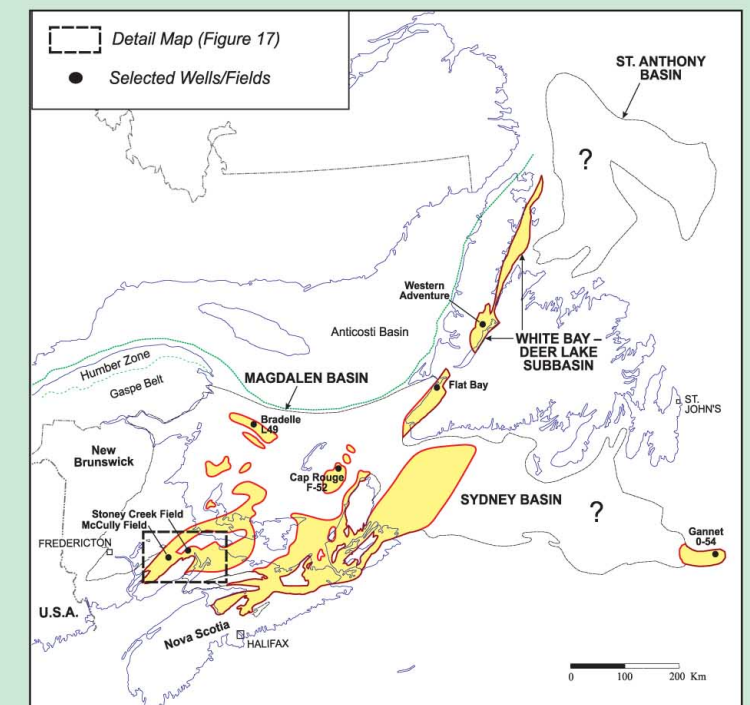 Detail Map (Figure 17)
Selected Wells/Fields
ST. ANTHONY
BASIN
?
Western
Adventure
Anticosti Basin
WHITE BAY –
DEER LAKE
SUBBASIN
Humber Zone
Gaspe Belt
MAGDALEN BASIN
Flat Bay
ST.
JOHN'S
Bradelle
L49
New
Brunswick
Cap Rouge
F-52
SYDNEY BASIN
?
Stoney Creek Field
McCully Field
FREDERICTON
Gannet
0-54
U.S.A.
Nova Scotia
HALIFAX
0 100 200 Km